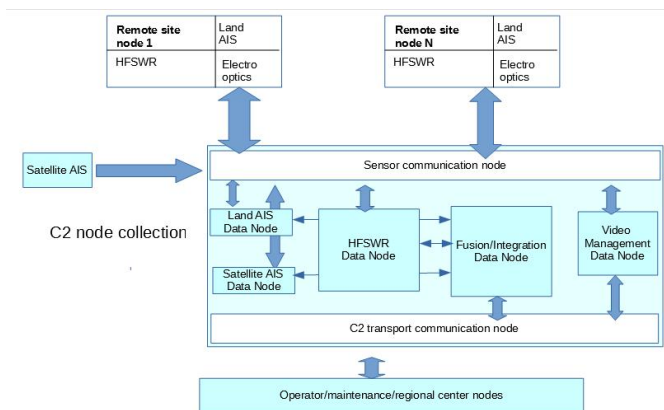 Remote site
node 1
Land
AIS
HFSWR
Electro
optics
Remote site
node N
Land
AIS
HFSWR
Electro
optics
Satellite AIS
Sensor communication node
C2 node collection
Land AIS
Data Node
Satellite AIS
Data Node
HFSWR
Data Node
Fusion/Integration
Data Node
Video
Management
Data Node
C2 transport communication node
Operator/maintenance/regional center nodes